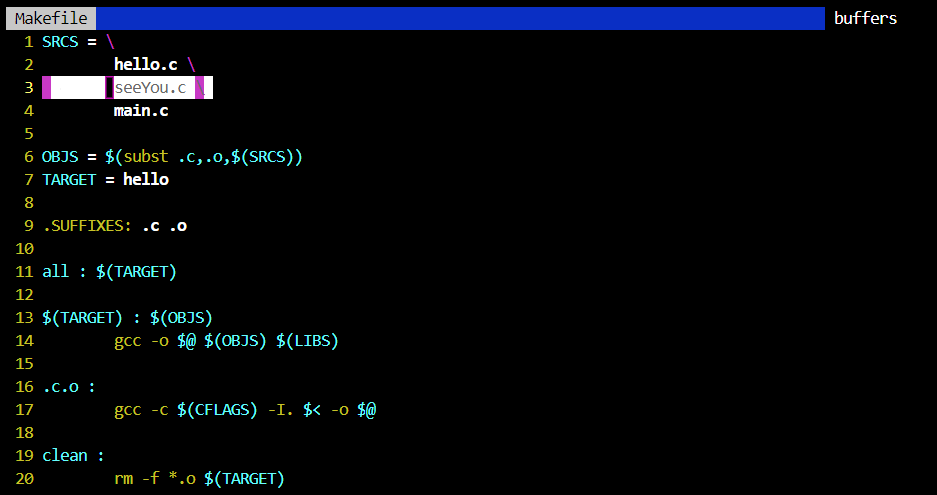 Makefile buffers
1 SRCS = \
2 hello.c \
3 seeYou.c \
4 main.c
5
6 OBJS = $(subst .c,.o,$(SRCS))
7 TARGET = hello
8
9 .SUFFIXES: .c .o
10
11 all : $(TARGET)
12
13 $(TARGET) : $(OBJS)
14 gcc -o $@ $(OBJS) $(LIBS)
15
16 .c.o :
17 gcc -c $(CFLAGS) -I. $< -o $@
18
19 clean :
20 rm -f *.o $(TARGET)